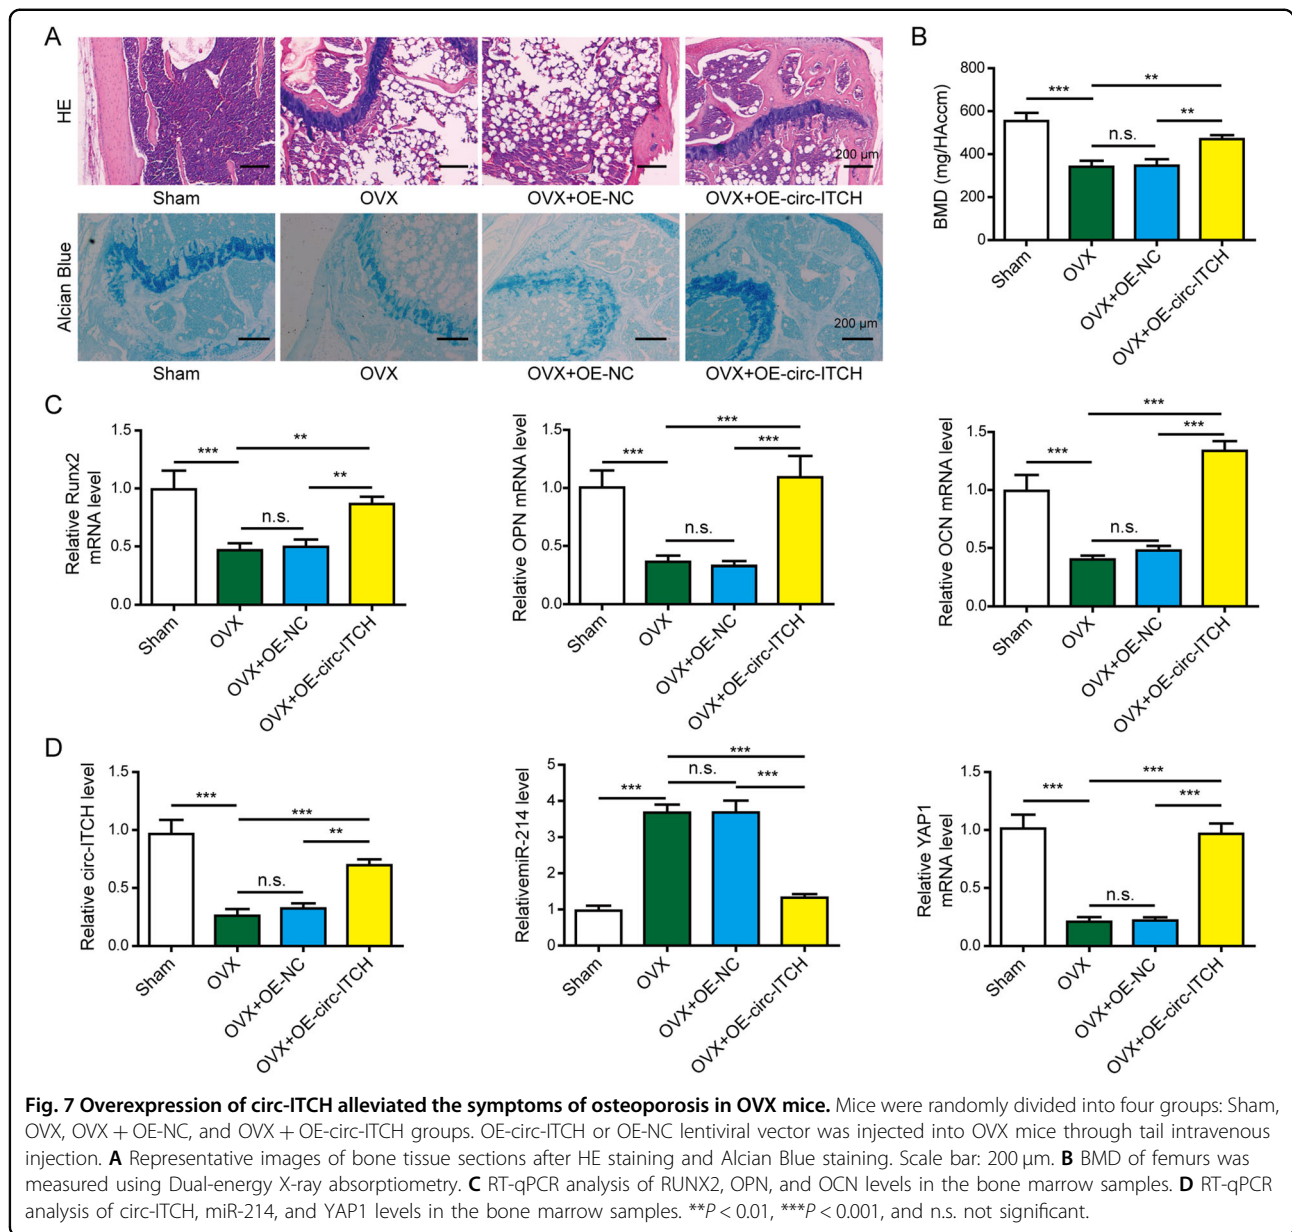 A
HE
200 µm
Sham
OVX
OVX+OE-NC
OVX+OE-circ-ITCH
Alcian Blue
200 µm
Sham
OVX
OVX+OE-NC
OVX+OE-circ-ITCH
B
BMD (mg/HAccm)
800
600
400
200
0
***
**
n.s.
**
Sham
OVX
OVX+OE-NC
OVX+OE-circ-ITCH
C
Relative Runx2
mRNA level
1.5
1.0
0.5
0.0
***
**
n.s.
**
Sham
OVX
OVX+OE-NC
OVX+OE-circ-ITCH
Relative OPN mRNA level
1.5
1.0
0.5
0.0
***
***
n.s.
***
Sham
OVX
OVX+OE-NC
OVX+OE-circ-ITCH
Relative OCN mRNA level
1.5
1.0
0.5
0.0
***
***
n.s.
***
Sham
OVX
OVX+OE-NC
OVX+OE-circ-ITCH
D
Relative circ-ITCH level
1.5
1.0
0.5
0.0
***
***
n.s.
**
Sham
OVX
OVX+OE-NC
OVX+OE-circ-ITCH
RelativemiR-214 level
5
4
3
2
1
0
***
***
n.s.
***
Sham
OVX
OVX+OE-NC
OVX+OE-circ-ITCH
Relative YAP1
mRNA level
1.5
1.0
0.5
0.0
***
***
n.s.
***
Sham
OVX
OVX+OE-NC
OVX+OE-circ-ITCH
Fig. 7 Overexpression of circ-ITCH alleviated the symptoms of osteoporosis in OVX mice. Mice were randomly divided into four groups: Sham,
OVX, OVX + OE-NC, and OVX + OE-circ-ITCH groups. OE-circ-ITCH or OE-NC lentiviral vector was injected into OVX mice through tail intravenous
injection. A Representative images of bone tissue sections after HE staining and Alcian Blue staining. Scale bar: 200 µm. B BMD of femurs was
measured using Dual-energy X-ray absorptiometry. C RT-qPCR analysis of RUNX2, OPN, and OCN levels in the bone marrow samples. D RT-qPCR
analysis of circ-ITCH, miR-214, and YAP1 levels in the bone marrow samples. **P < 0.01, ***P < 0.001, and n.s. not significant.